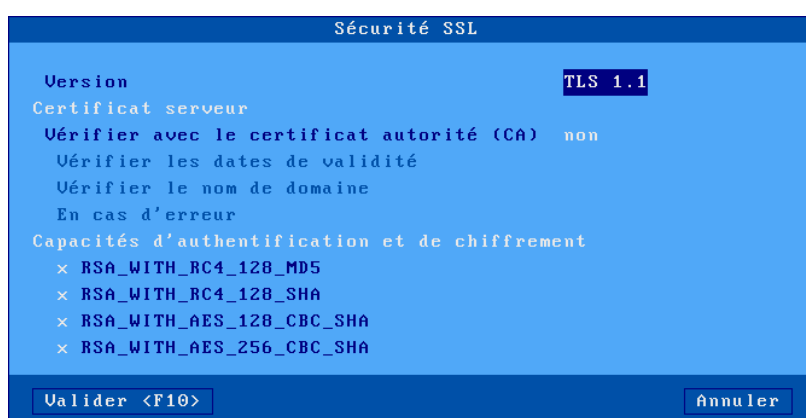 Sécurité SSL
Version TLS 1.1
Certificat serveur
Vérifier avec le certificat autorité (CA) non
Vérifier les dates de validité
Vérifier le nom de domaine
En cas d'erreur
Capacités d'authentification et de chiffrement
× RSA_WITH_RC4_128_MD5
× RSA_WITH_RC4_128_SHA
× RSA_WITH_AES_128_CBC_SHA
× RSA_WITH_AES_256_CBC_SHA
Valider <F10> Annuler